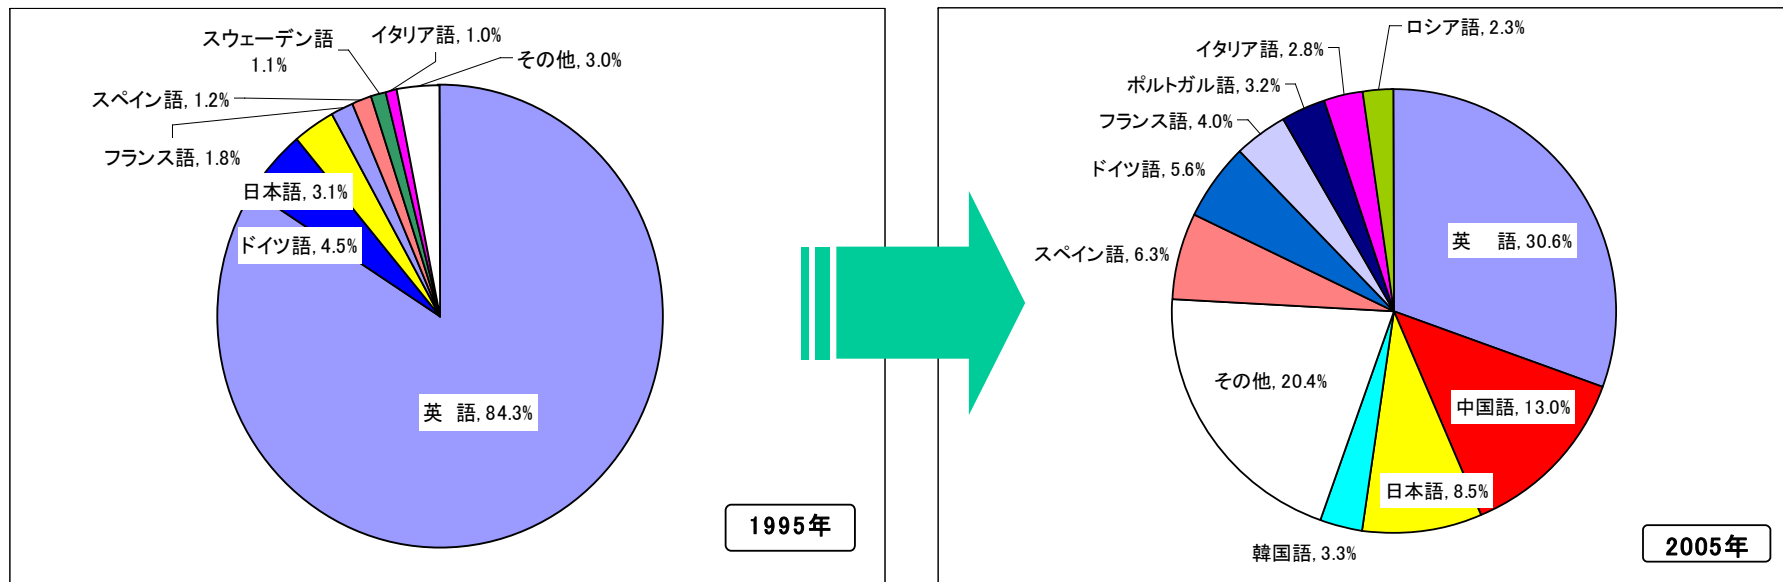 スウェーデン語
1.1%
イタリア語, 1.0%
その他, 3.0%
スペイン語, 1.2%
フランス語, 1.8%
日本語, 3.1%
ドイツ語, 4.5%
英　語, 84.3%
1995年
ロシア語, 2.3%
イタリア語, 2.8%
ポルトガル語, 3.2%
フランス語, 4.0%
ドイツ語, 5.6%
スペイン語, 6.3%
英　語, 30.6%
その他, 20.4%
中国語, 13.0%
日本語, 8.5%
韓国語, 3.3%
2005年